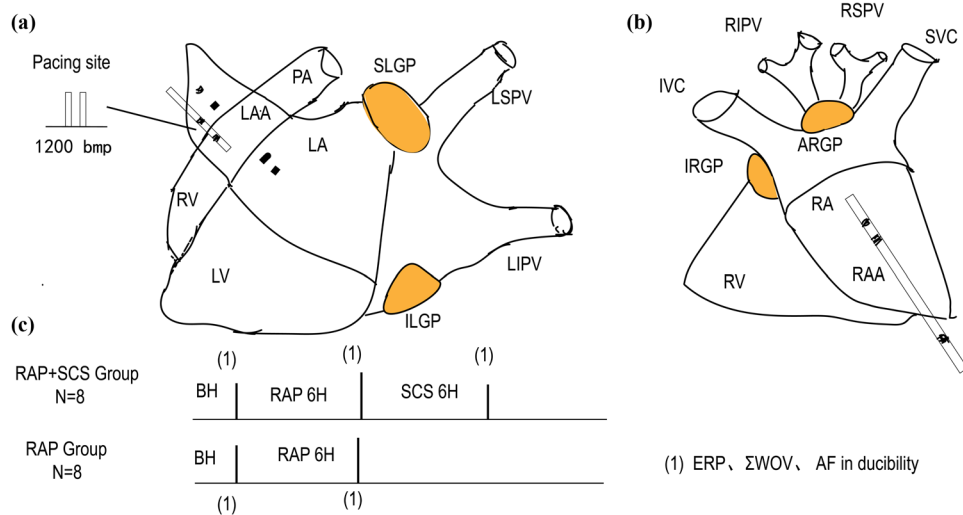 (a)
Pacing site
1200 bmp
PA
LAA
LA
SLGP
LSPV
RV
LV
LIPV
ILGP
(b)
RIPV
RSPV
SVC
IVC
ARGP
IRGP
RA
RAA
RV
(c)
(1) (1) (1)
RAP+SCS Group
N=8
BH RAP 6H SCS 6H
RAP Group
N=8
BH RAP 6H
(1) (1)
(1) ERP、ΣWOV、 AF in ducibility